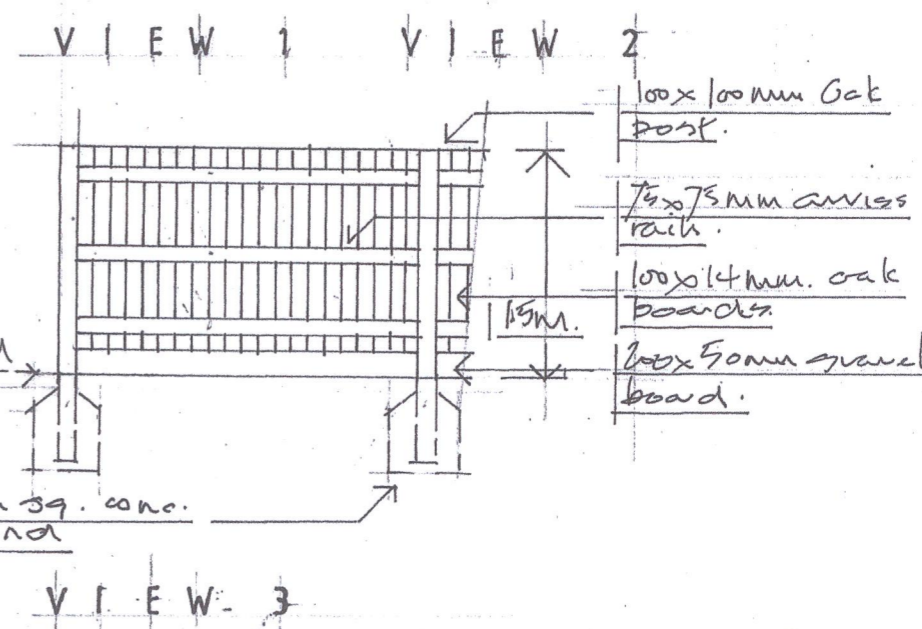 VIEW 1
VIEW 2
100x100mm Oak
post.
75x75mm arriss
rails.
100x14mm. oak
boards.
1.5m.
200x50mm gravel
board.
sq. conc.
VIEW 3